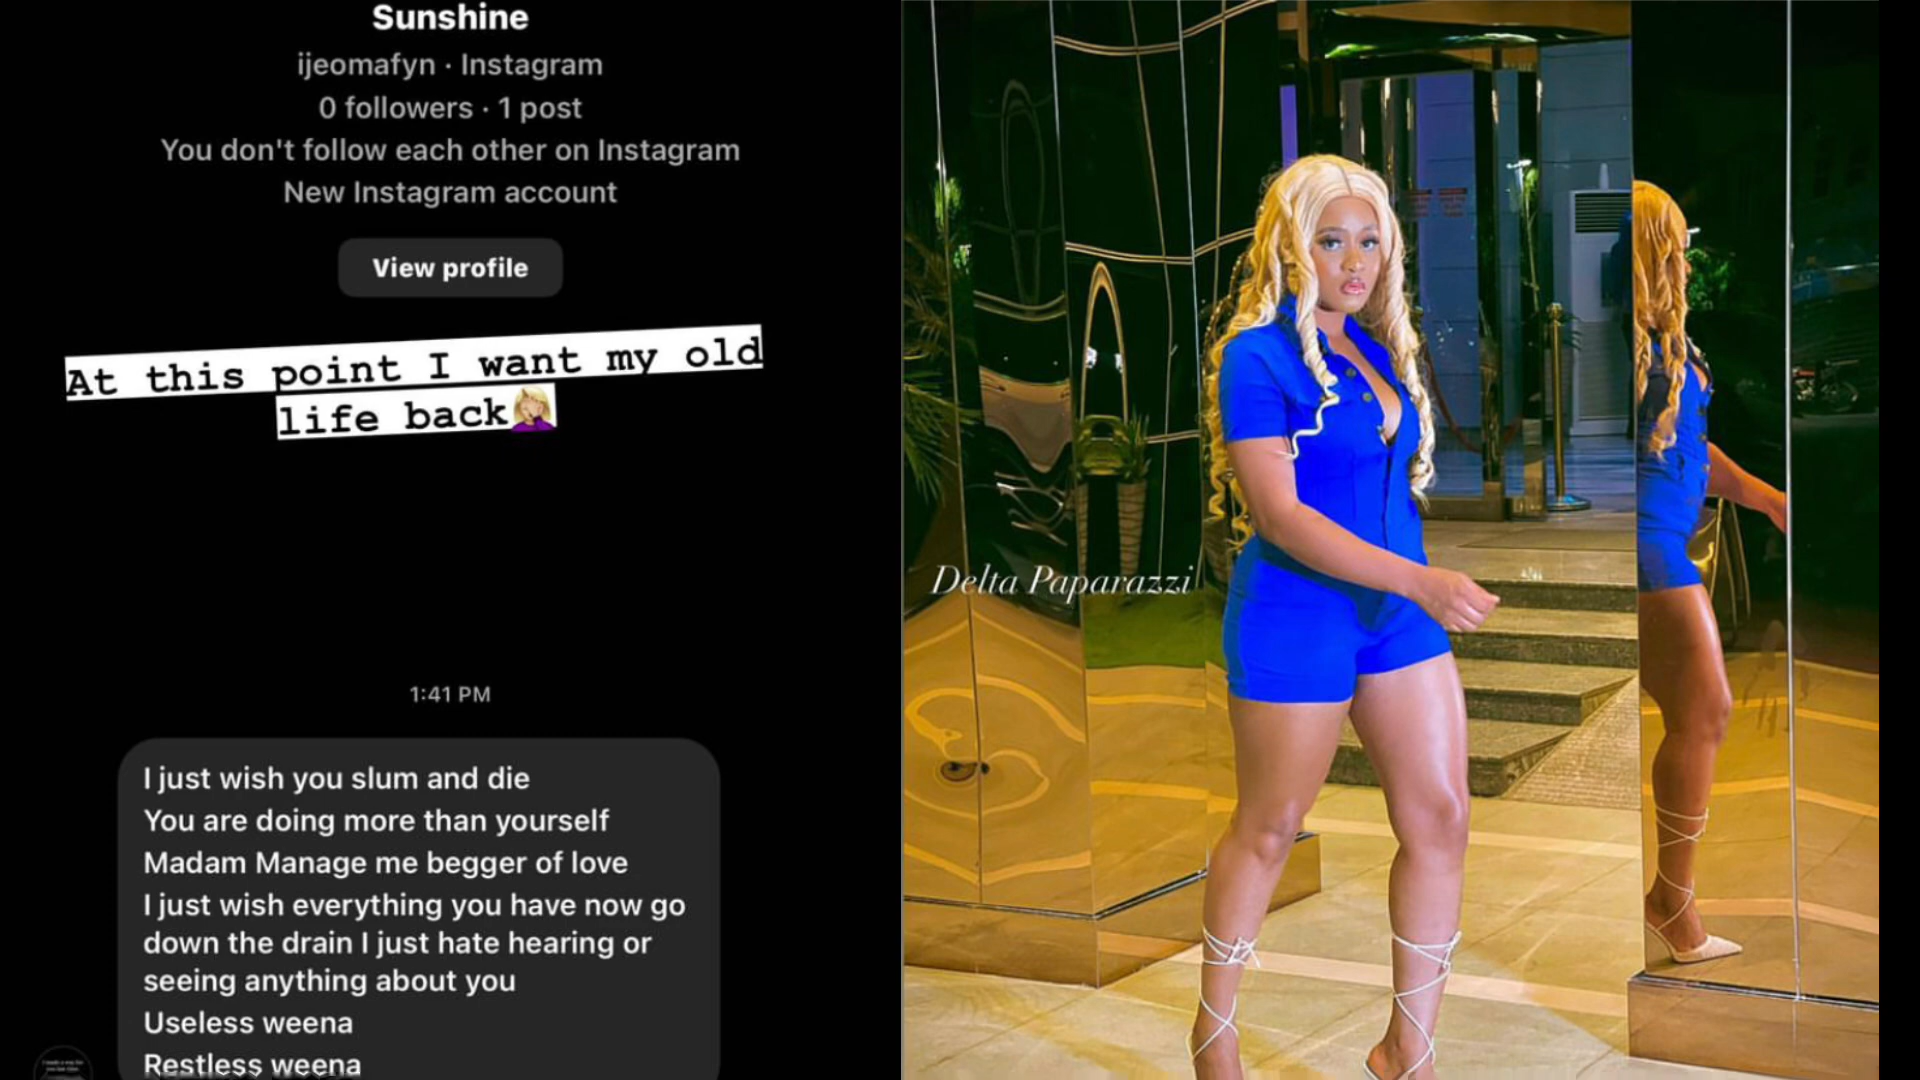 Sunshine
ijeomafyn · Instagram
0 followers · 1 post
You don't follow each other on Instagram
New Instagram account
View profile
At this point I want my old
life back🤦🏼‍♀️
1:41 PM
I just wish you slum and die
You are doing more than yourself
Madam Manage me begger of love
I just wish everything you have now go
down the drain I just hate hearing or
seeing anything about you
Useless weena
Restless weena
Delta Paparazzi